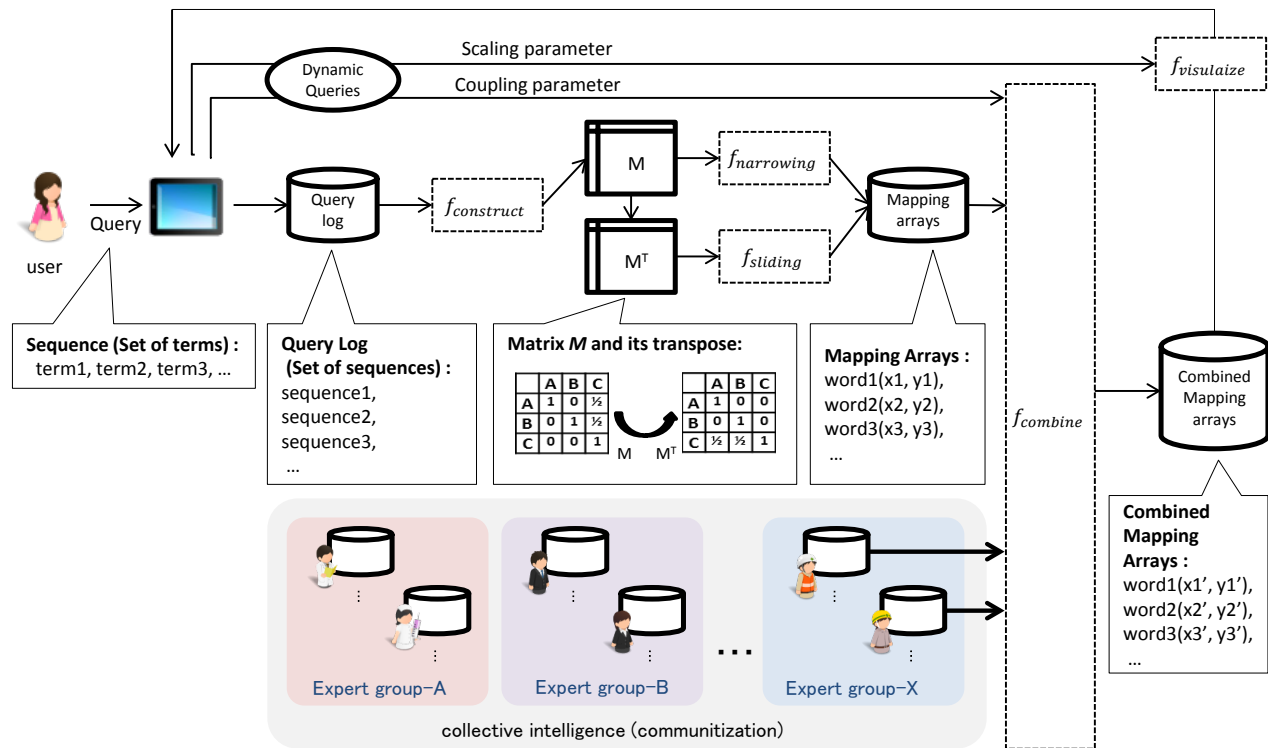 Scaling parameter
Dynamic
Queries
Coupling parameter
f_visulaize
user
Query
Query
log
f_construct
M
Mᵀ
f_narrowing
f_sliding
Mapping
arrays
Sequence (Set of terms) :
term1, term2, term3, ...
Query Log
(Set of sequences) :
sequence1,
sequence2,
sequence3,
...
Matrix M and its transpose:
A B C
A 1 0 ½
B 0 1 ½
C 0 0 1
M Mᵀ
A B C
A 1 0 0
B 0 1 0
C ½ ½ 1
Mapping Arrays :
word1(x1, y1),
word2(x2, y2),
word3(x3, y3),
...
f_combine
Combined
Mapping
arrays
Combined
Mapping
Arrays :
word1(x1’, y1’),
word2(x2’, y2’),
word3(x3’, y3’),
...
Expert group-A
Expert group-B
...
Expert group-X
collective intelligence (communitization)